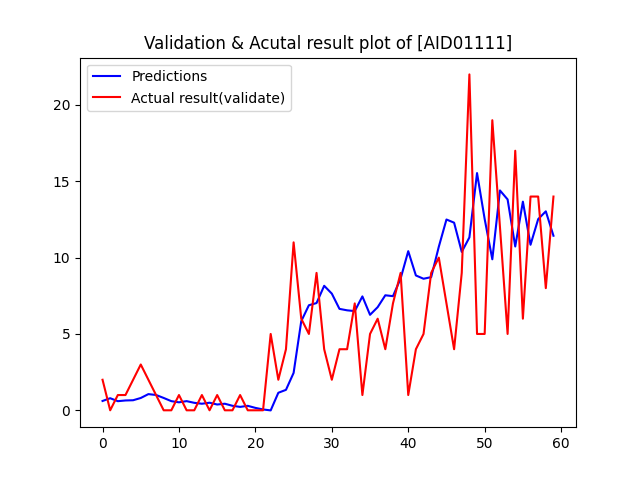 Validation & Acutal result plot of [AID01111]
Predictions
Actual result(validate)
20
15
10
5
0
0 10 20 30 40 50 60